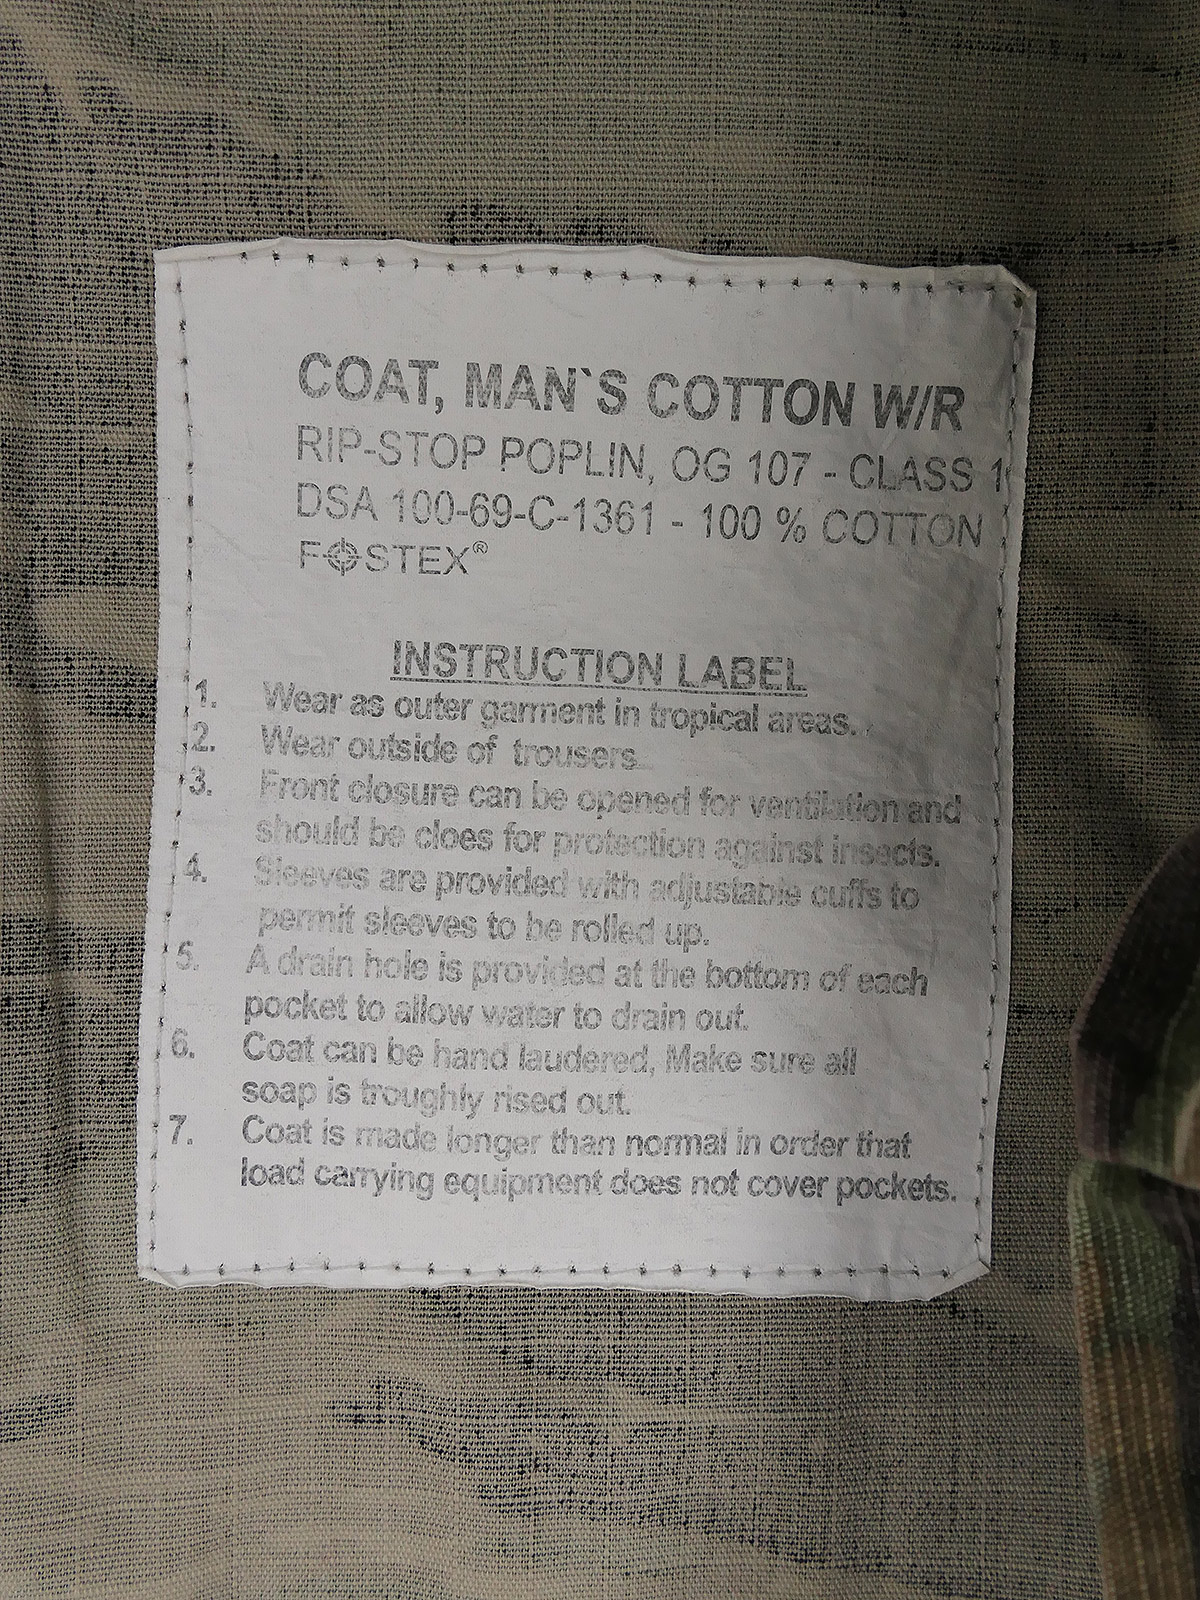 COAT, MAN`S COTTON W/R
RIP-STOP POPLIN, OG 107 - CLASS 1
DSA 100-69-C-1361 - 100 % COTTON
FOSTEX®
INSTRUCTION LABEL
1. Wear as outer garment in tropical areas.
2. Wear outside of trousers
3. Front closure can be opened for ventilation and
should be cloes for protection against insects.
4. Sleeves are provided with adjustable cuffs to
permit sleeves to be rolled up.
5. A drain hole is provided at the bottom of each
pocket to allow water to drain out.
6. Coat can be hand laudered, Make sure all
soap is troughly rised out.
7. Coat is made longer than normal in order that
load carrying equipment does not cover pockets.